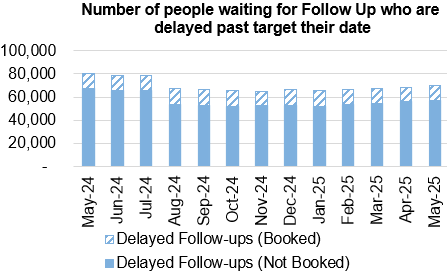 Number of people waiting for Follow Up who are
delayed past target their date
100,000
80,000
60,000
40,000
20,000
-
May-24
Jun-24
Jul-24
Aug-24
Sep-24
Oct-24
Nov-24
Dec-24
Jan-25
Feb-25
Mar-25
Apr-25
May-25
Delayed Follow-ups (Booked)
Delayed Follow-ups (Not Booked)